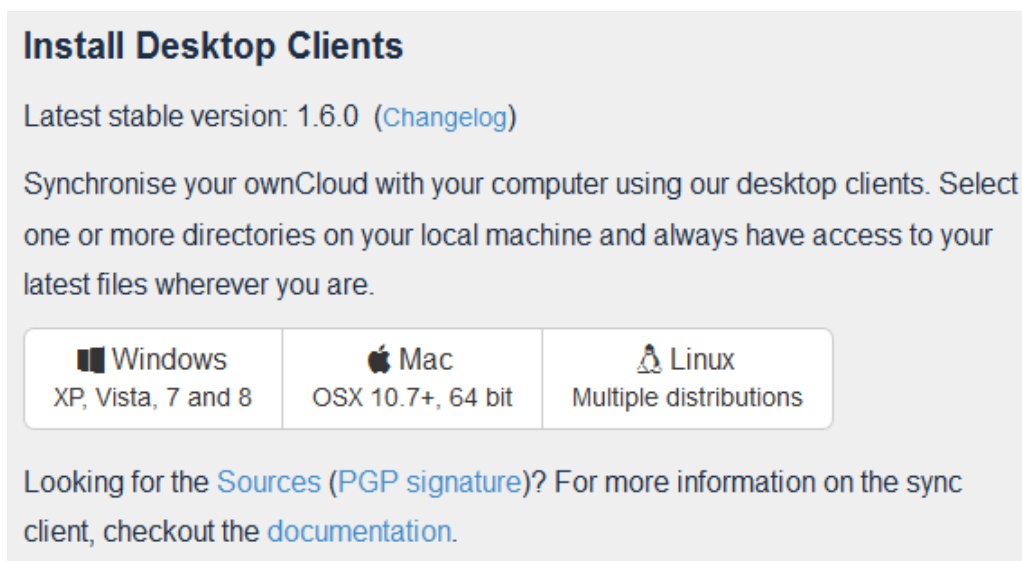 Install Desktop Clients
Latest stable version: 1.6.0 (Changelog)
Synchronise your ownCloud with your computer using our desktop clients. Select
one or more directories on your local machine and always have access to your
latest files wherever you are.
Windows Mac Linux
XP, Vista, 7 and 8 OSX 10.7+, 64 bit Multiple distributions
Looking for the Sources (PGP signature)? For more information on the sync
client, checkout the documentation.